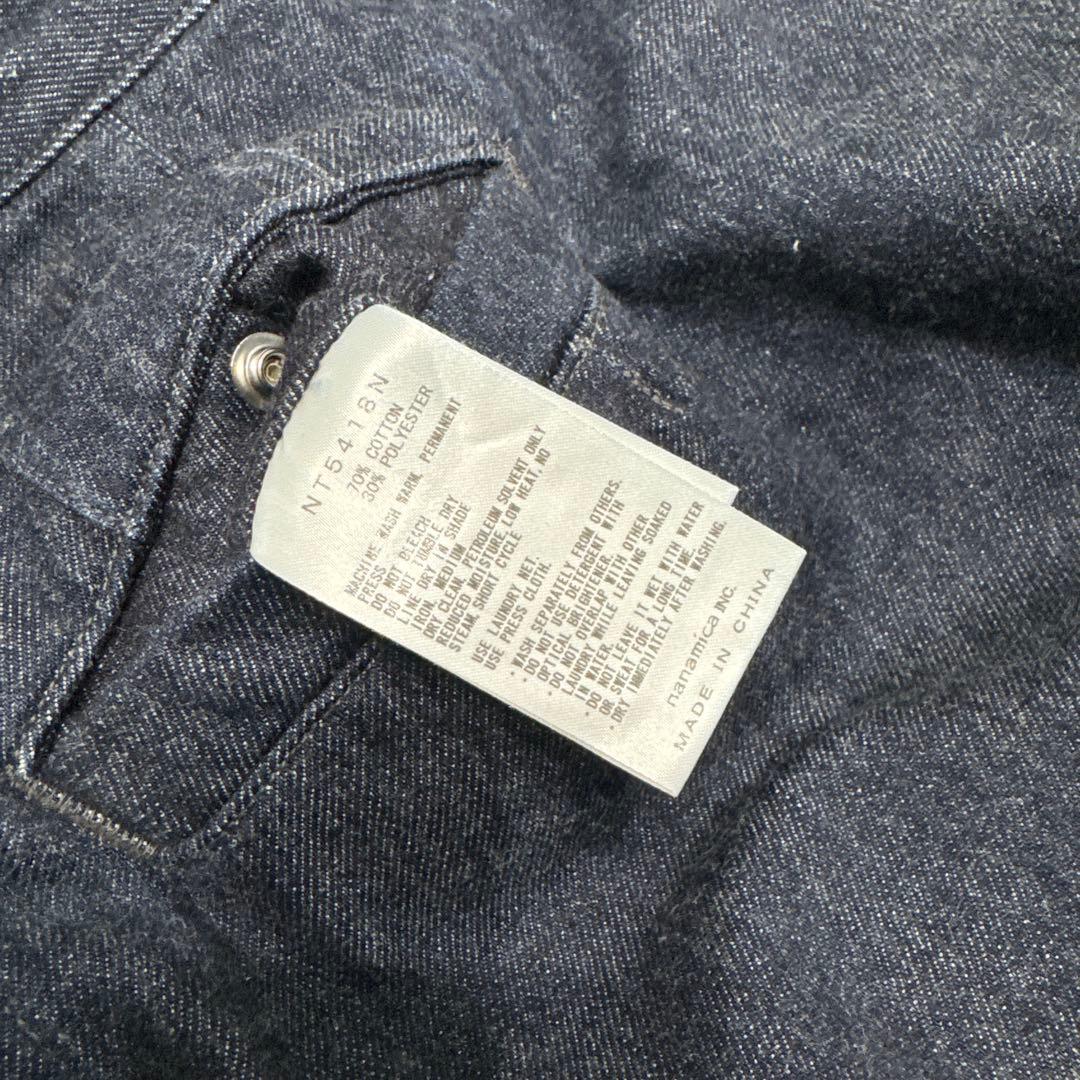 NT5418N
70% COTTON
30% POLYESTER
MACHINE WASH WARM, PERMANENT
PRESS
DO NOT BLEACH
DO NOT TUMBLE DRY
LINE DRY IN SHADE
IRON, MEDIUM
DRY CLEAN, PETROLEUM SOLVENT ONLY
REDUCED MOISTURE, LOW HEAT, NO
STEAM, SHORT CYCLE
USE LAUNDRY NET.
USE PRESS CLOTH.
・WASH SEPARATELY FROM OTHERS.
・DO NOT USE DETERGENT WITH
OPTICAL BRIGHTENER.
・DO NOT OVERLAP WITH OTHER
LAUNDRY WHILE LEAVING SOAKED
IN WATER.
・DO NOT LEAVE IT WET WITH WATER
OR SWEAT FOR A LONG TIME.
・DRY IMMEDIATELY AFTER WASHING.
nanamica INC.
MADE IN CHINA